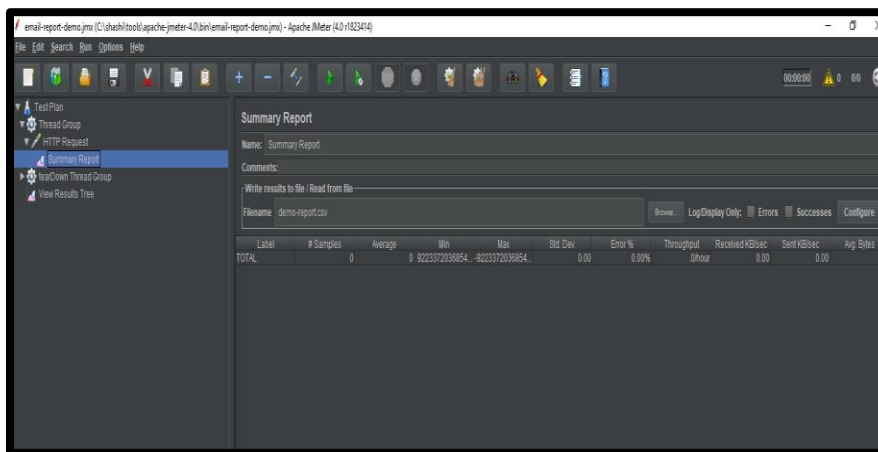 email-report-demo.jmx (C:\shashi\tools\apache-jmeter-4.0\bin\email-report-demo.jmx) - Apache JMeter (4.0 r1823414)
File Edit Search Run Options Help
00:00:00 0 0/0
Test Plan
Thread Group
HTTP Request
Summary Report
tearDown Thread Group
View Results Tree
Summary Report
Name: Summary Report
Comments:
Write results to file / Read from file
Filename demo-report.csv Browse... Log/Display Only: Errors Successes Configure
Label # Samples Average Min Max Std. Dev. Error % Throughput Received KB/sec Sent KB/sec Avg. Bytes
TOTAL 0 0 9223372036854... -9223372036854... 0.00 0.00% .0/hour 0.00 0.00